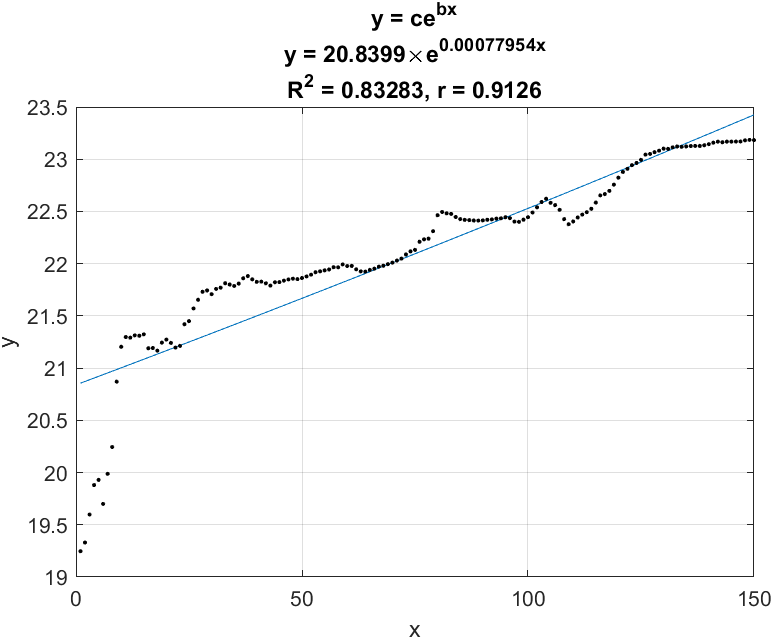 y = ce^bx
y = 20.8399×e^0.00077954x
R^2 = 0.83283, r = 0.9126
23.5
23
22.5
22
21.5
21
20.5
20
19.5
19
0 50 100 150
y
x